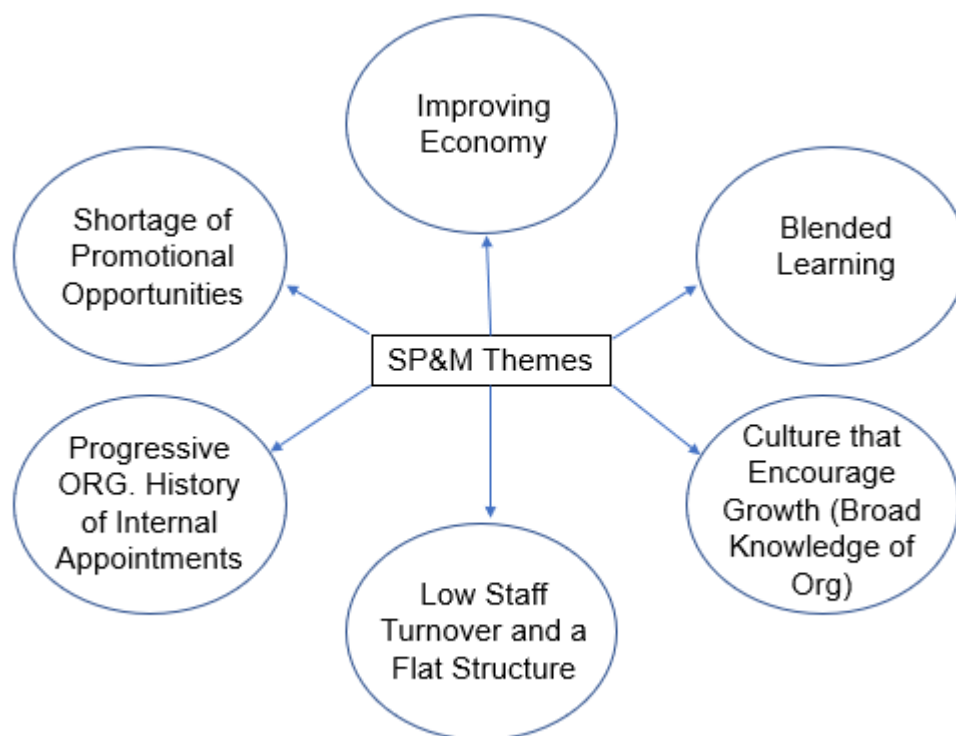 Improving
Economy
Shortage of
Promotional
Opportunities
Blended
Learning
SP&M Themes
Progressive
ORG. History
of Internal
Appointments
Culture that
Encourage
Growth (Broad
Knowledge of
Org)
Low Staff
Turnover and a
Flat Structure